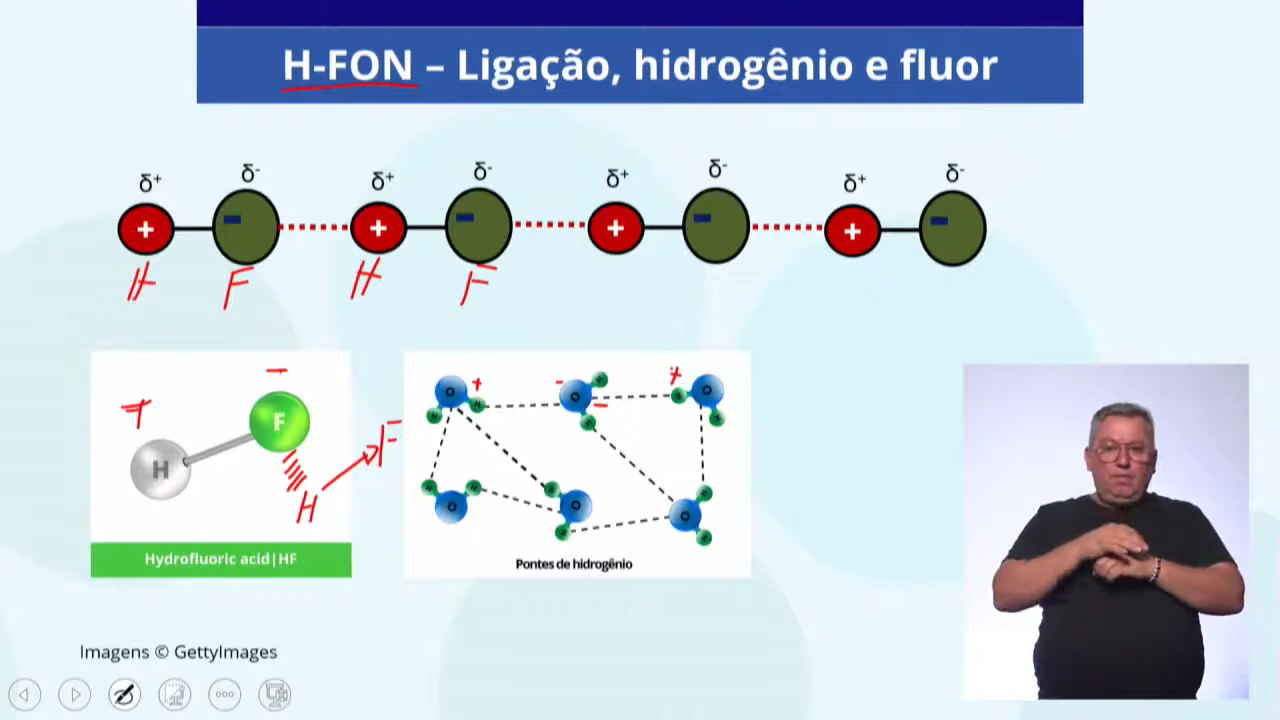 H-FON – Ligação, hidrogênio e fluor
δ+ δ- δ+ δ- δ+ δ- δ+ δ-
+ - + - + - + -
H F H F
H F
+ -
H F
Hydrofluoric acid|HF
+ - - +
O H H O H H H O H
H O H H O H H O H
Pontes de hidrogênio
Imagens © GettyImages